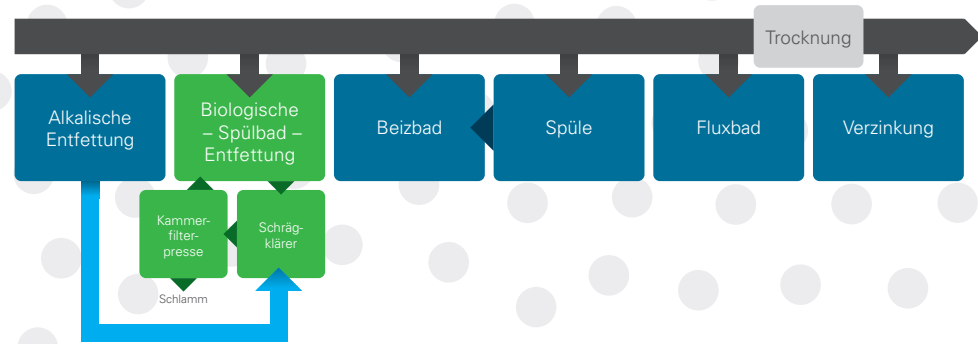 Trocknung
Alkalische
Entfettung
Biologische
– Spülbad –
Entfettung
Beizbad
Spüle
Fluxbad
Verzinkung
Kammer-
filter-
presse
Schräg-
klärer
Schlamm